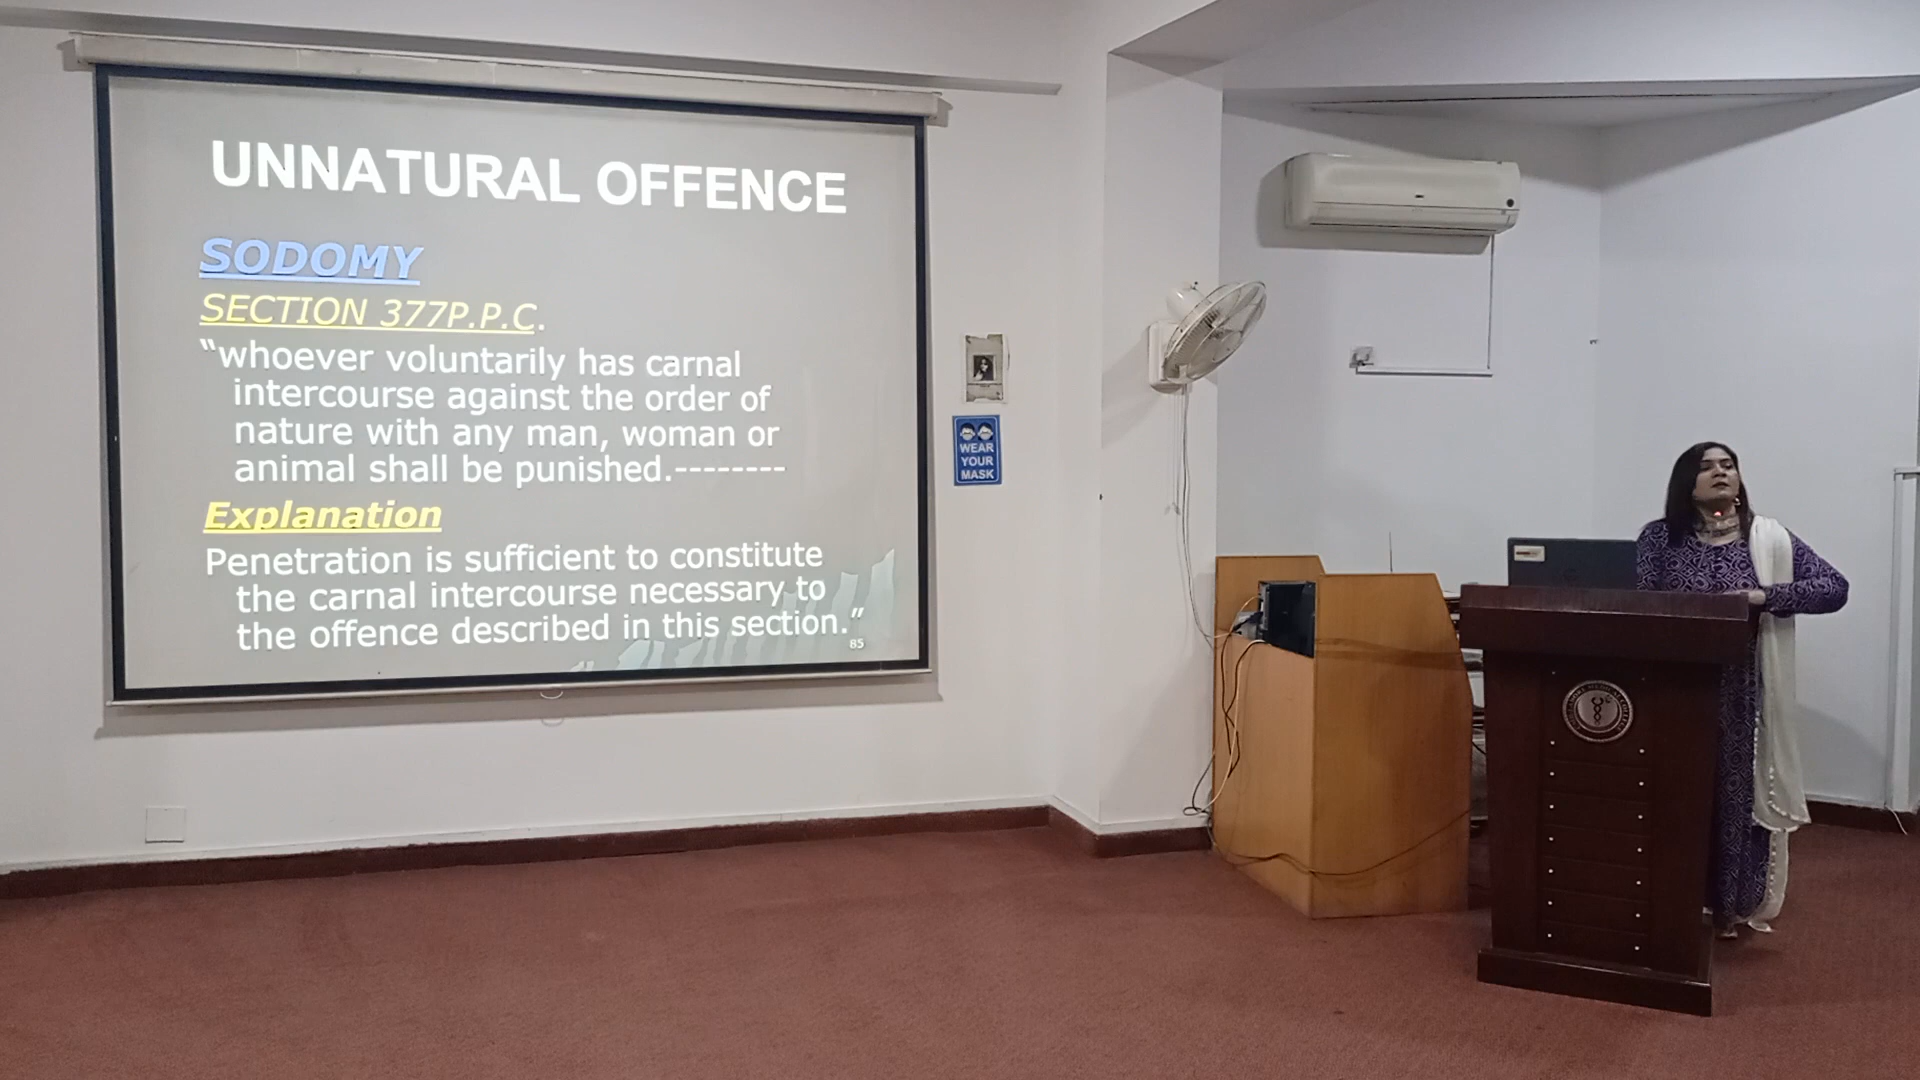 UNNATURAL OFFENCE
SODOMY
SECTION 377P.P.C.
“whoever voluntarily has carnal
intercourse against the order of
nature with any man, woman or
animal shall be punished.--------
Explanation
Penetration is sufficient to constitute
the carnal intercourse necessary to
the offence described in this section.”
85
WEAR
YOUR
MASK